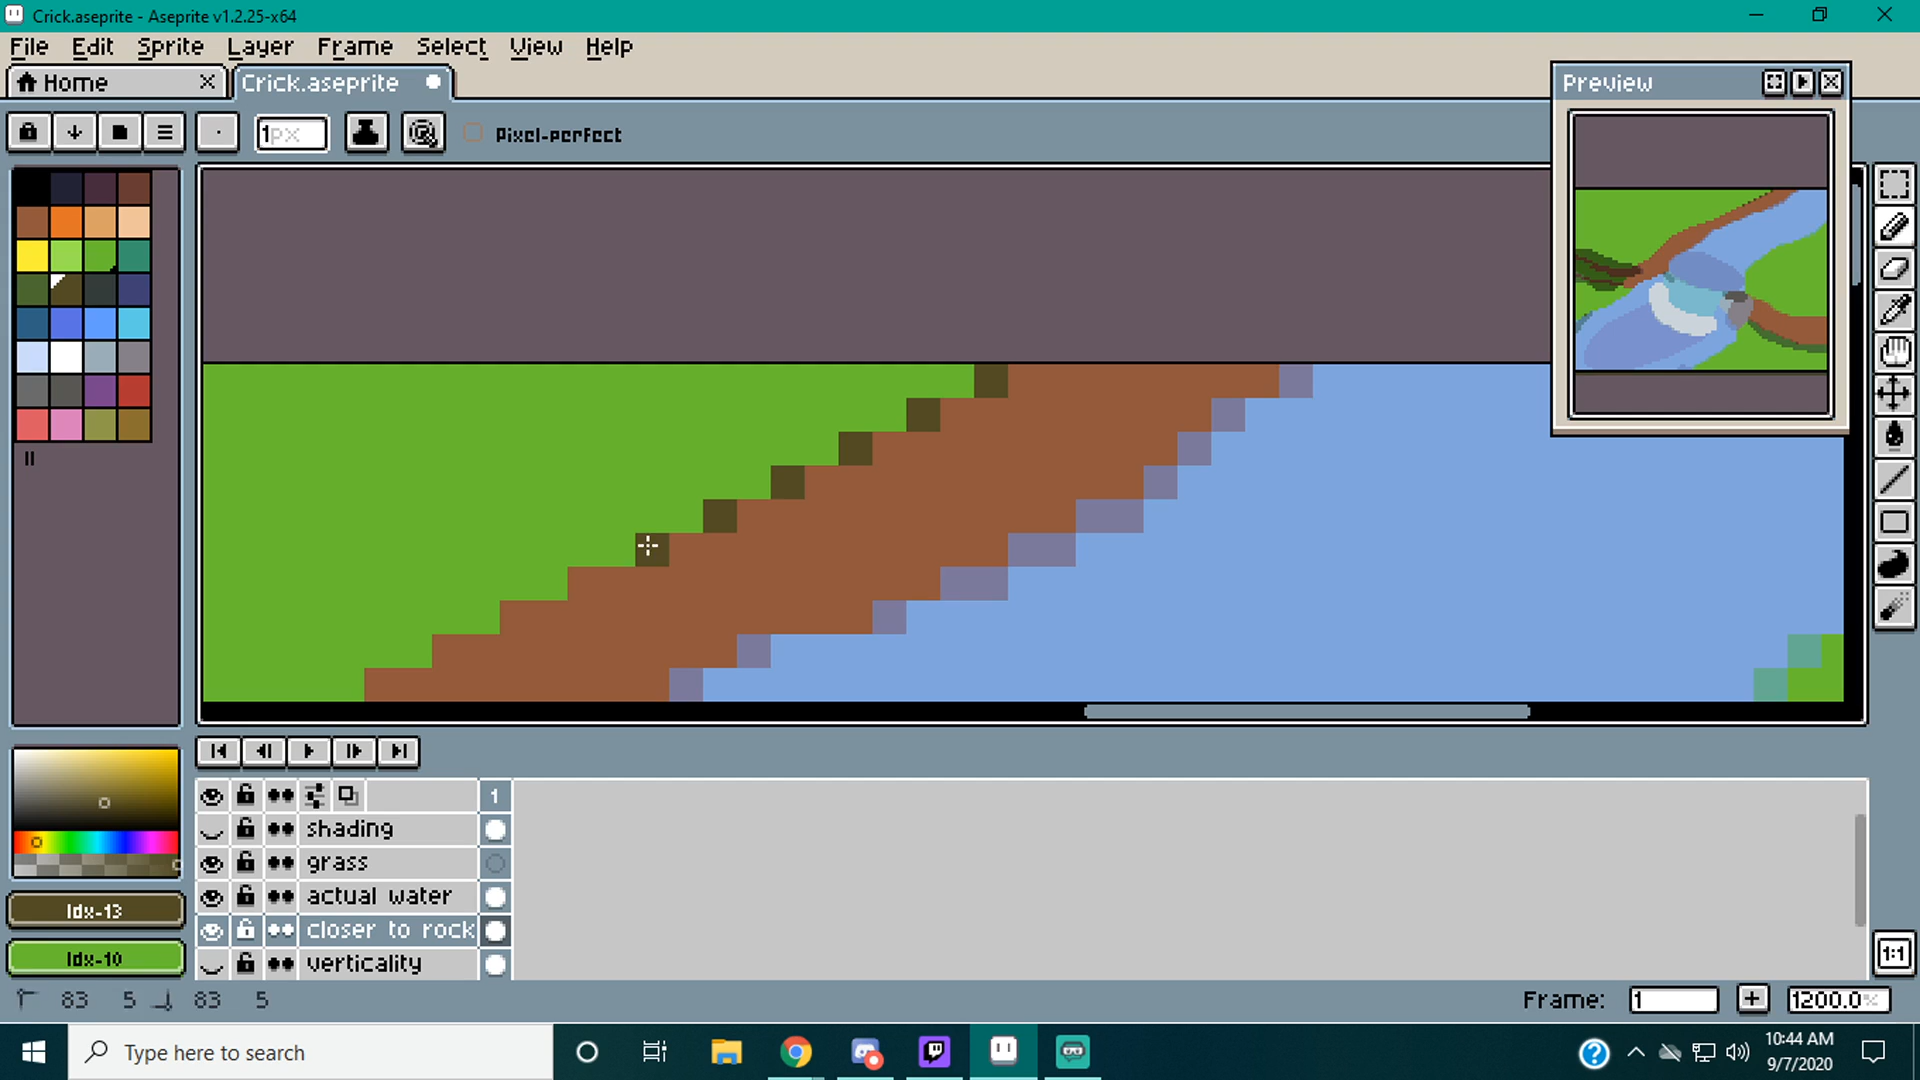 Crick.aseprite - Aseprite v1.2.25-x64
File Edit Sprite Layer Frame Select View Help
Home
Crick.aseprite
Preview
1px
Pixel-perfect
1
shading
grass
actual water
closer to rock
verticality
Idx-13
Idx-10
1:1
83 5 83 5
Frame: 1
1200.0%
Type here to search
10:44 AM
9/7/2020